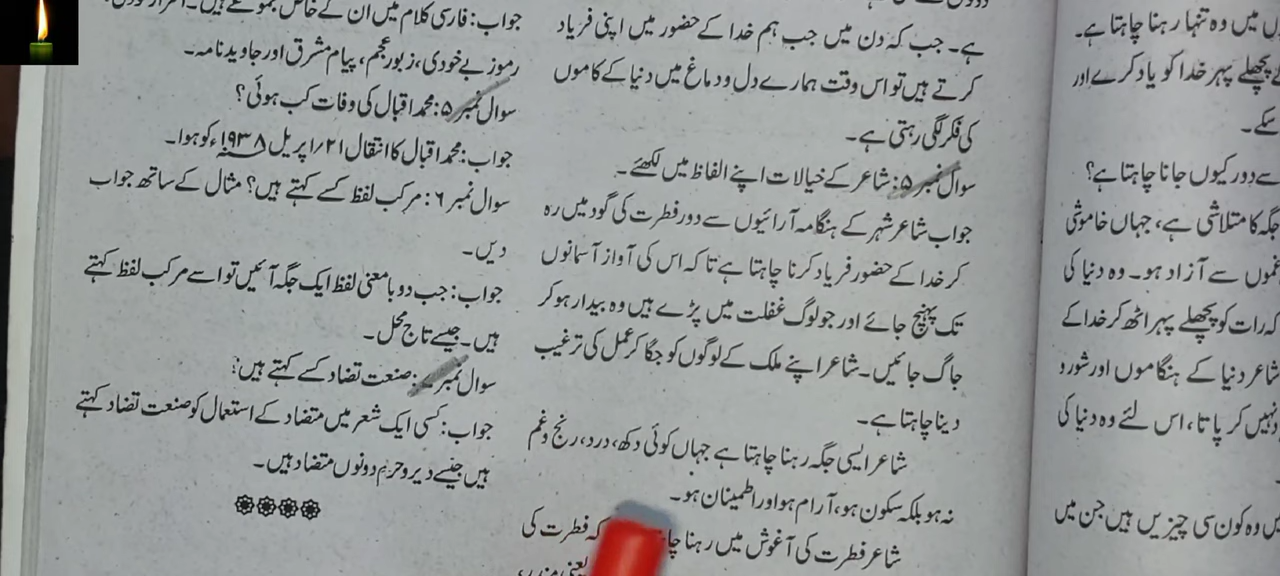 ں میں وہ تنہا رہنا چاہتا ہے۔
کے پچھلے پہر خدا کو یاد کرے اور
سکے۔
سے دور کیوں جانا چاہتا ہے؟
جگہ کا متلاشی ہے، جہاں خاموشی
غموں سے آزاد ہو۔ وہ دنیا کی
کہ رات کو پچھلے پہر اٹھ کر خدا کے
شاعر دنیا کے ہنگاموں اور شور و
نہیں کر پاتا، اس لئے وہ دنیا کی
وہ کون سی چیزیں ہیں جن میں
ہے۔ جب کہ دن میں جب ہم خدا کے حضور میں اپنی فریاد
کرتے ہیں تو اس وقت ہمارے دل و دماغ میں دنیا کے کاموں
کی فکر لگی رہتی ہے۔
سوال نمبر ۵: شاعر کے خیالات اپنے الفاظ میں لکھئے۔
جواب شاعر شہر کے ہنگامہ آرائیوں سے دور فطرت کی گود میں رہ
کر خدا کے حضور فریاد کرنا چاہتا ہے تا کہ اس کی آواز آسمانوں
تک پہنچ جائے اور جو لوگ غفلت میں پڑے ہیں وہ بیدار ہو کر
جاگ جائیں۔ شاعر اپنے ملک کے لوگوں کو جگا کر عمل کی ترغیب
دینا چاہتا ہے۔
شاعر ایسی جگہ رہنا چاہتا ہے جہاں کوئی دکھ، درد، رنج و غم
نہ ہو بلکہ سکون ہو، آرام ہو اور اطمینان ہو۔
شاعر فطرت کی آغوش میں رہنا کہ فطرت کی
جواب: فارسی کلام میں ان کے خاص مجموعے ہیں۔
رموز بے خودی، زبور عجم، پیام مشرق اور جاوید نامہ۔
سوال نمبر ۵: محمد اقبال کی وفات کب ہوئی؟
جواب: محمد اقبال کا انتقال ۲۱/اپریل ۱۹۳۸ء کو ہوا۔
سوال نمبر ۶: مرکب لفظ کسے کہتے ہیں؟ مثال کے ساتھ جواب
دیں۔
جواب: جب دو با معنی لفظ ایک جگہ آئیں تو اسے مرکب لفظ کہتے
ہیں۔ جیسے تاج محل۔
سوال نمبر : صنعت تضاد کسے کہتے ہیں؟
جواب: کسی ایک شعر میں متضاد کے استعمال کو صنعت تضاد کہتے
ہیں جیسے دیر و حرم دونوں متضاد ہیں۔